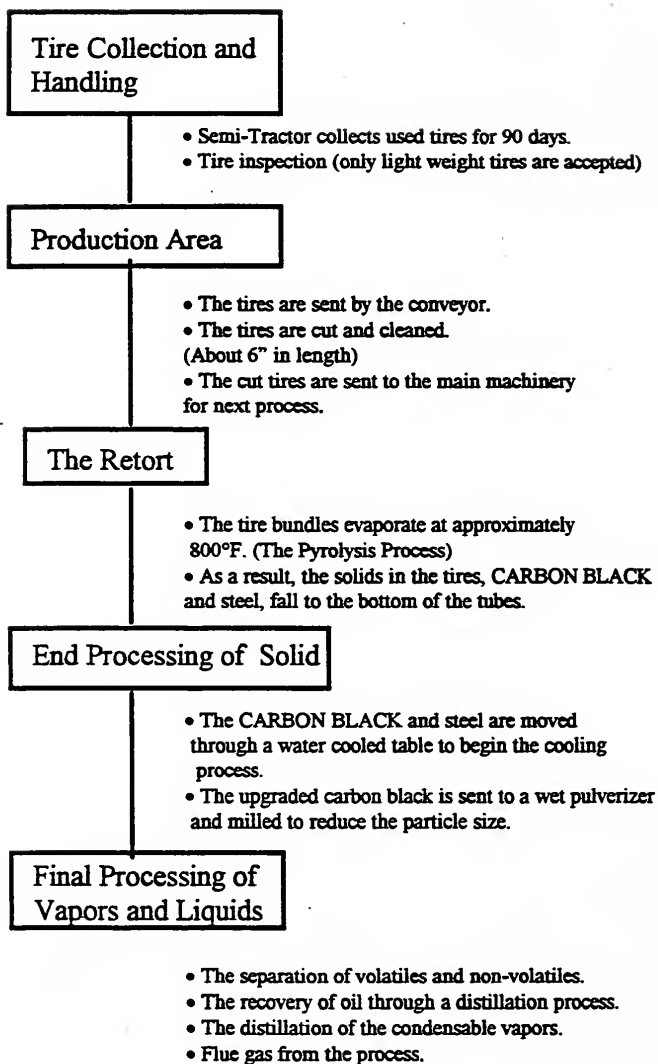 Tire Collection and
Handling
• Semi-Tractor collects used tires for 90 days.
• Tire inspection (only light weight tires are accepted)
Production Area
• The tires are sent by the conveyor.
• The tires are cut and cleaned.
(About 6" in length)
• The cut tires are sent to the main machinery
for next process.
The Retort
• The tire bundles evaporate at approximately
800°F. (The Pyrolysis Process)
• As a result, the solids in the tires, CARBON BLACK
and steel, fall to the bottom of the tubes.
End Processing of Solid
• The CARBON BLACK and steel are moved
through a water cooled table to begin the cooling
process.
• The upgraded carbon black is sent to a wet pulverizer
and milled to reduce the particle size.
Final Processing of
Vapors and Liquids
• The separation of volatiles and non-volatiles.
• The recovery of oil through a distillation process.
• The distillation of the condensable vapors.
• Flue gas from the process.